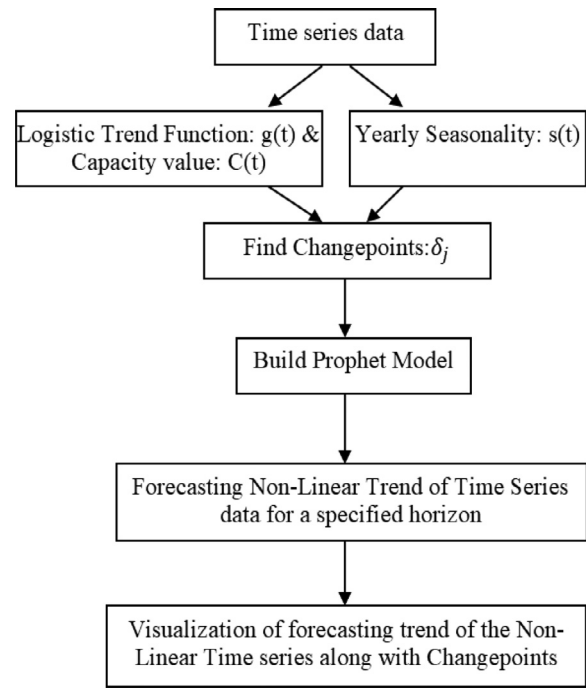 Time series data
Logistic Trend Function: g(t) &
Capacity value: C(t)
Yearly Seasonality: s(t)
Find Changepoints:δⱼ
Build Prophet Model
Forecasting Non-Linear Trend of Time Series
data for a specified horizon
Visualization of forecasting trend of the Non-
Linear Time series along with Changepoints